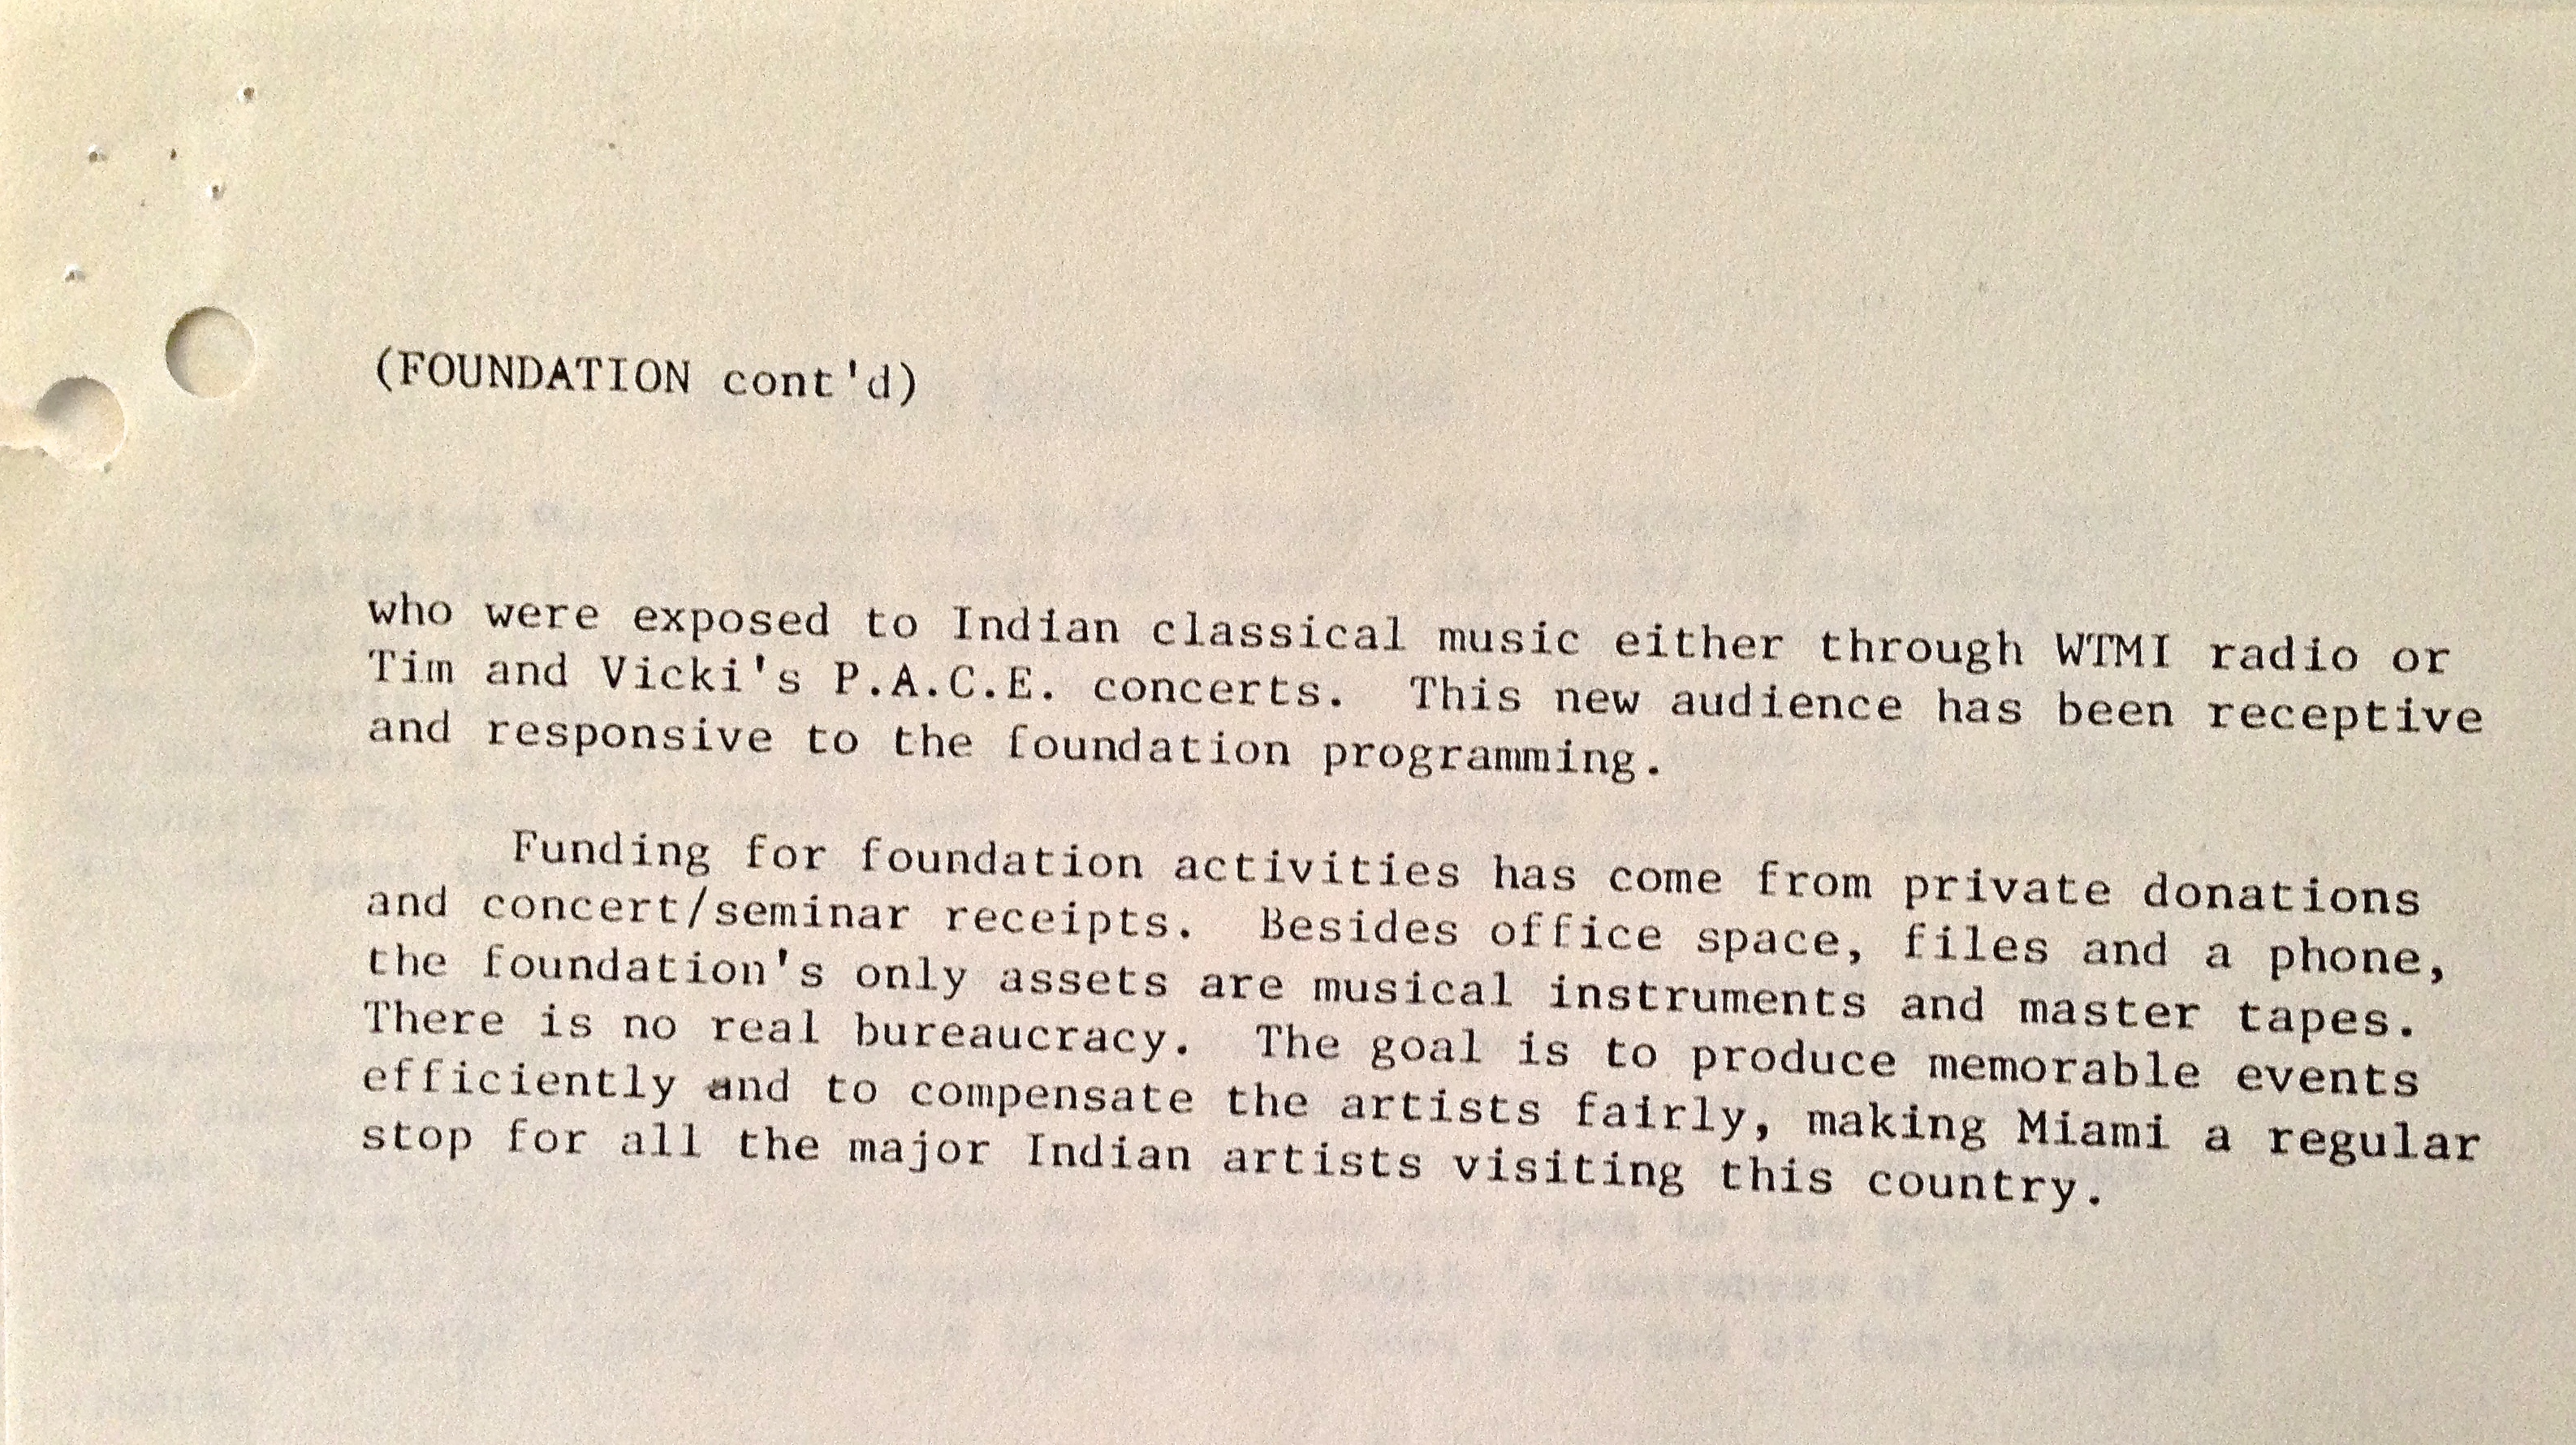 (FOUNDATION cont'd)
who were exposed to Indian classical music either through WTMI radio or
Tim and Vicki's P.A.C.E. concerts. This new audience has been receptive
and responsive to the foundation programming.
Funding for foundation activities has come from private donations
and concert/seminar receipts. Besides office space, files and a phone,
the foundation's only assets are musical instruments and master tapes.
There is no real bureaucracy. The goal is to produce memorable events
efficiently and to compensate the artists fairly, making Miami a regular
stop for all the major Indian artists visiting this country.